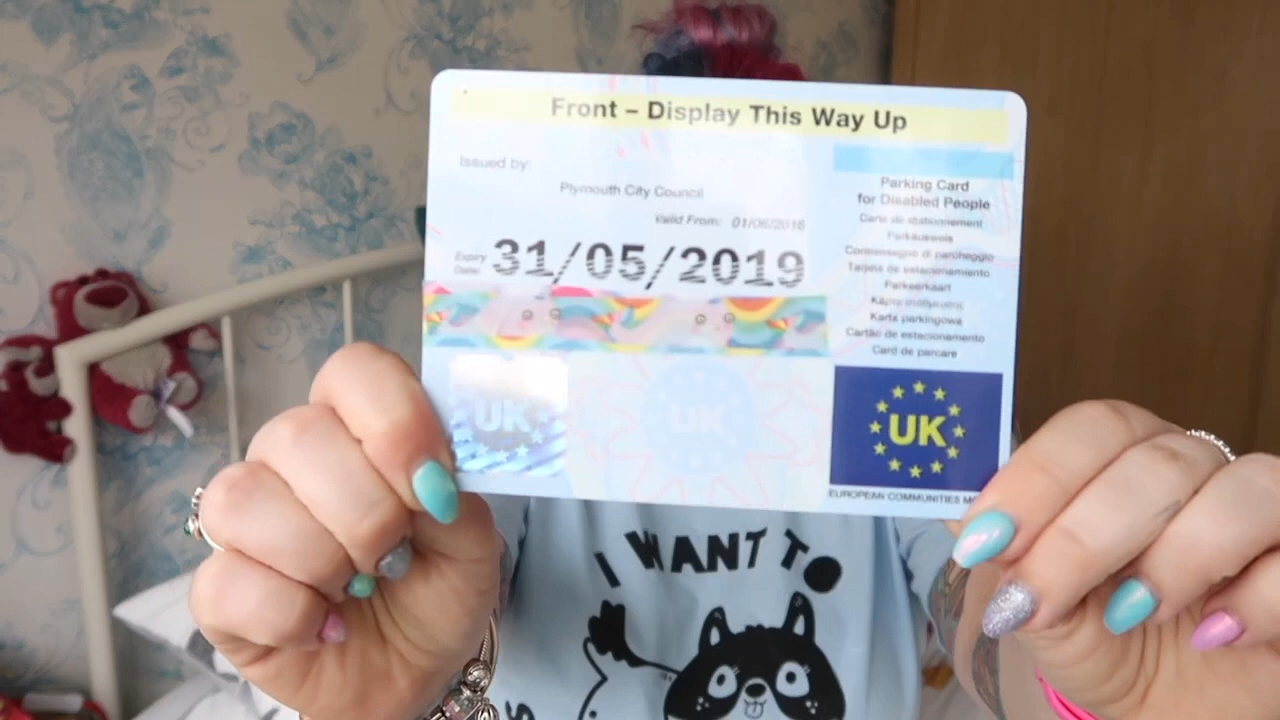 Front – Display This Way Up
Issued by:
Plymouth City Council
Valid From: 01/06/2016
Expiry Date: 31/05/2019
Parking Card
for Disabled People
Carte de stationnement
Parkausweis
Contrassegno di parcheggio
Tarjeta de estacionamiento
Parkeerkaart
Karta parkingowa
Cartão de estacionamento
Card de parcare
UK
UK
UK
EUROPEAN COMMUNITIES
I WANT TO